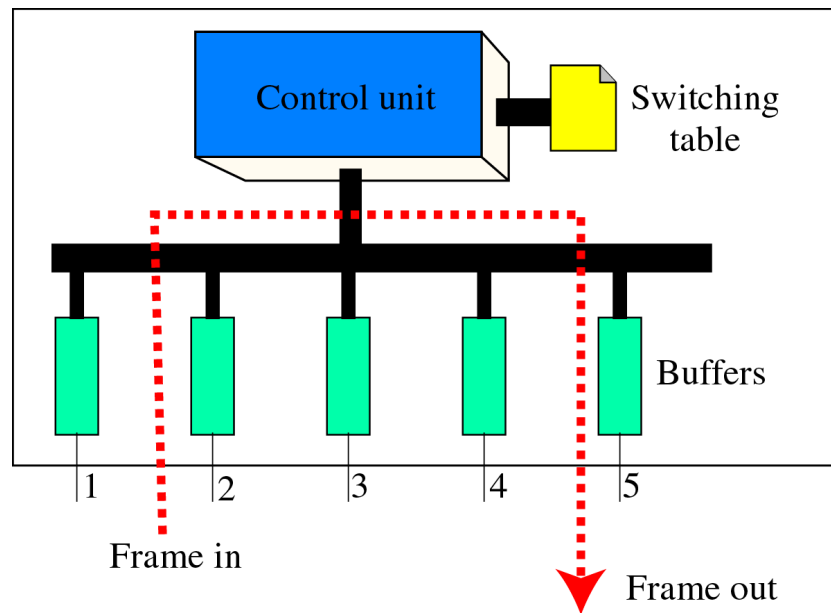 Control unit
Switching
table
Buffers
1 2 3 4 5
Frame in
Frame out